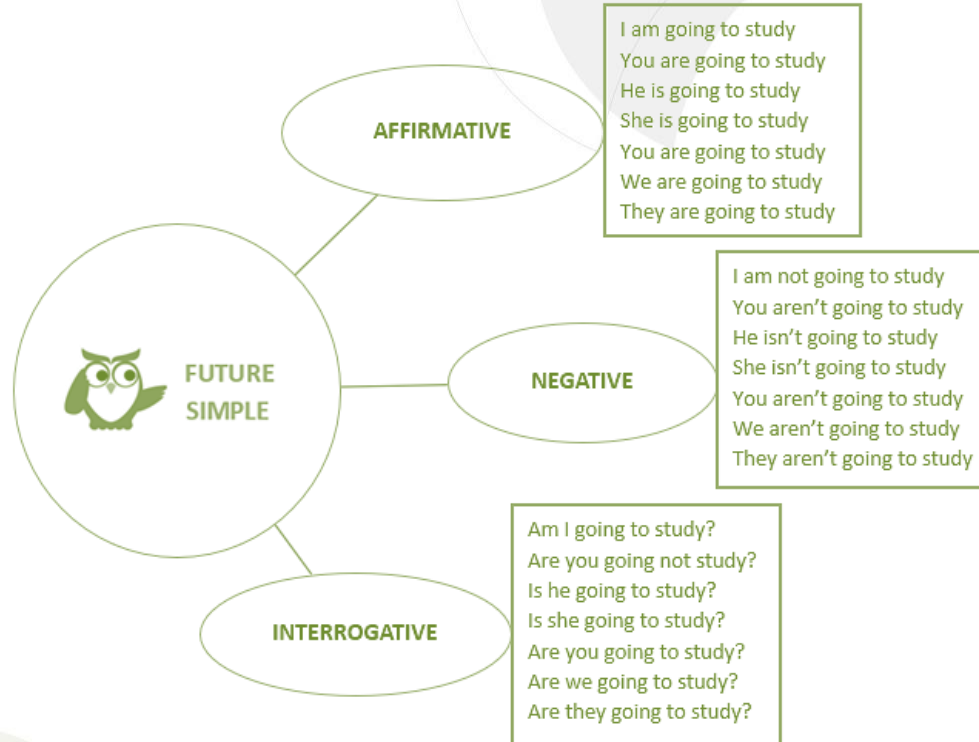 AFFIRMATIVE
I am going to study
You are going to study
He is going to study
She is going to study
You are going to study
We are going to study
They are going to study
FUTURE
SIMPLE
NEGATIVE
I am not going to study
You aren't going to study
He isn't going to study
She isn't going to study
You aren't going to study
We aren't going to study
They aren't going to study
INTERROGATIVE
Am I going to study?
Are you going not study?
Is he going to study?
Is she going to study?
Are you going to study?
Are we going to study?
Are they going to study?